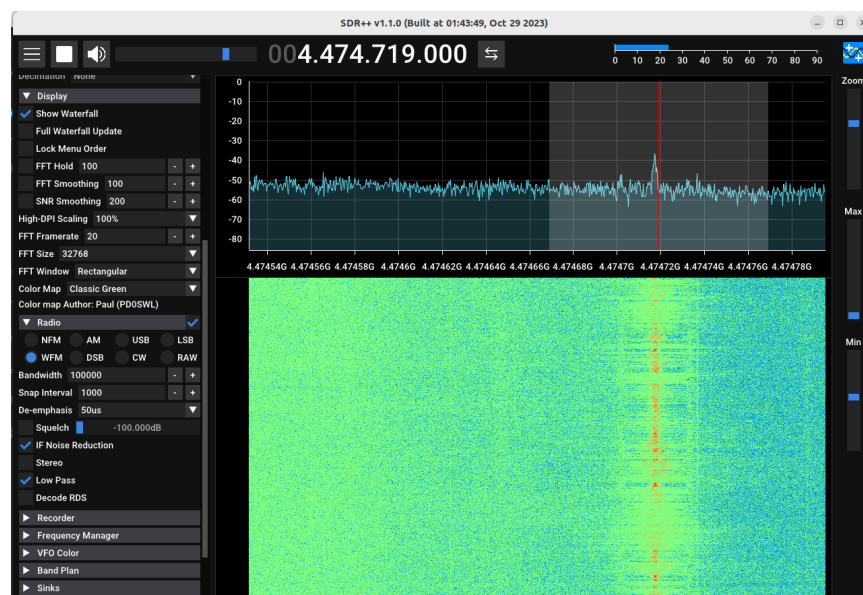 SDR++ v1.1.0 (Built at 01:43:49, Oct 29 2023)
004.474.719.000
0 10 20 30 40 50 60 70 80 90
Decimation None
Display
Show Waterfall
Full Waterfall Update
Lock Menu Order
FFT Hold 100 - +
FFT Smoothing 100 - +
SNR Smoothing 200 - +
High-DPI Scaling 100%
FFT Framerate 20 - +
FFT Size 32768
FFT Window Rectangular
Color Map Classic Green
Color map Author: Paul (PD0SWL)
Radio
NFM AM USB LSB
WFM DSB CW RAW
Bandwidth 100000 - +
Snap Interval 1000 - +
De-emphasis 50us
Squelch -100.000dB
IF Noise Reduction
Stereo
Low Pass
Decode RDS
Recorder
Frequency Manager
VFO Color
Band Plan
Sinks
0
-10
-20
-30
-40
-50
-60
-70
-80
4.47454G 4.47456G 4.47458G 4.4746G 4.47462G 4.47464G 4.47466G 4.47468G 4.4747G 4.47472G 4.47474G 4.47476G 4.47478G
Zoom
Max
Min